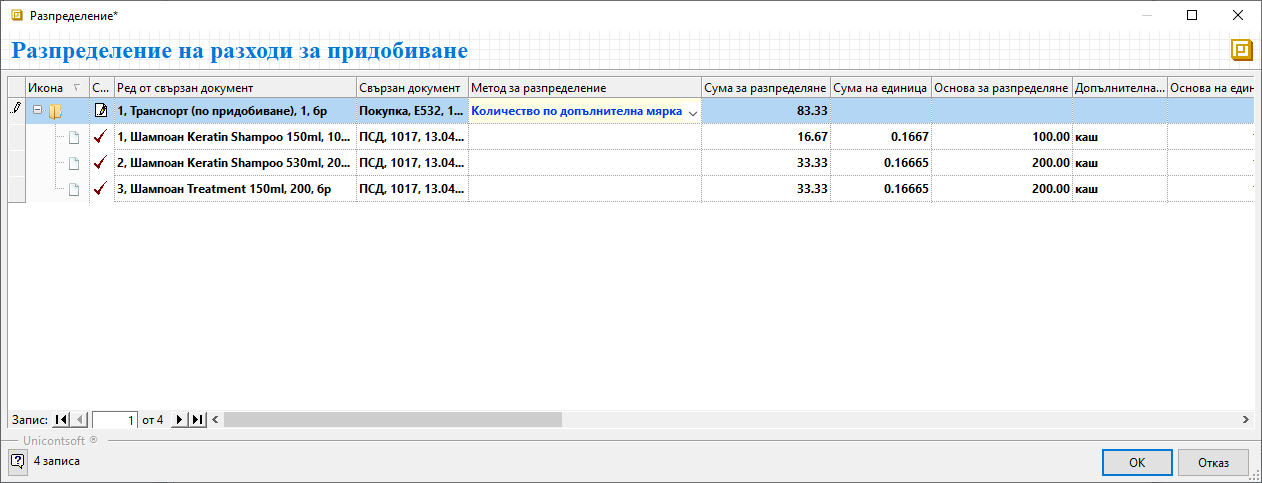 Разпределение*
Разпределение на разходи за придобиване
Икона С... Ред от свързан документ Свързан документ Метод за разпределение Сума за разпределяне Сума на единица Основа за разпределяне Допълнителна... Основа на един
1, Транспорт (по придобиване), 1, бр Покупка, E532, 1... Количество по допълнителна мярка 83.33
1, Шампоан Keratin Shampoo 150ml, 10... ПСД, 1017, 13.04... 16.67 0.1667 100.00 каш
2, Шампоан Keratin Shampoo 530ml, 20... ПСД, 1017, 13.04... 33.33 0.16665 200.00 каш
3, Шампоан Treatment 150ml, 200, бр ПСД, 1017, 13.04... 33.33 0.16665 200.00 каш
Запис: 1 от 4
Unicontsoft ®
4 записа OK Отказ